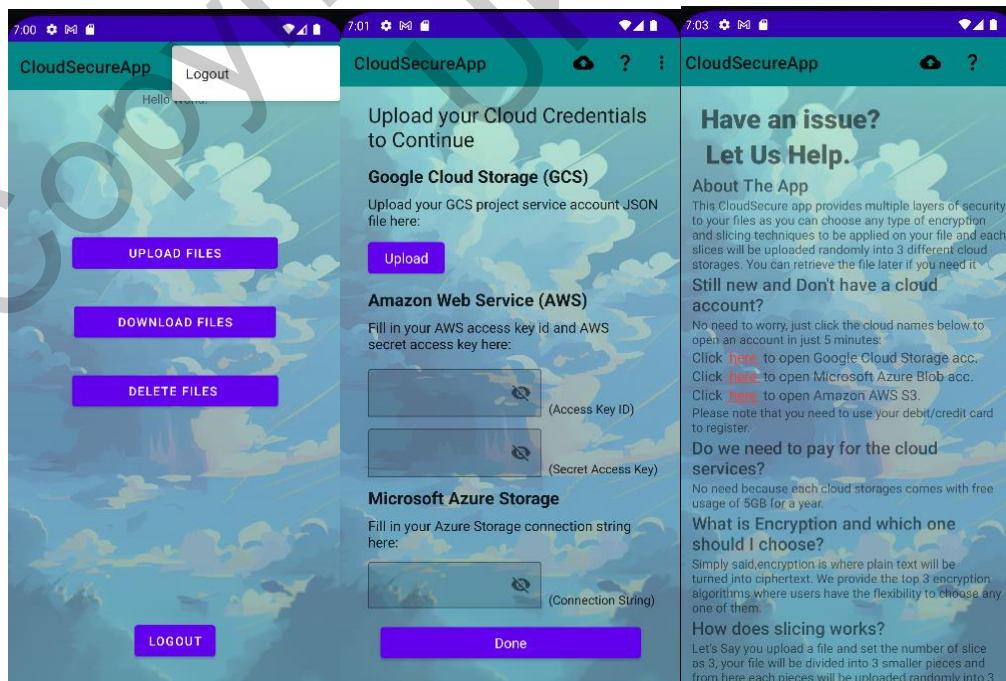 7:00
CloudSecureApp
Logout
Hello World!
UPLOAD FILES
DOWNLOAD FILES
DELETE FILES
LOGOUT
7:01
CloudSecureApp
?
Upload your Cloud Credentials
to Continue
Google Cloud Storage (GCS)
Upload your GCS project service account JSON
file here:
Upload
Amazon Web Service (AWS)
Fill in your AWS access key id and AWS
secret access key here:
(Access Key ID)
(Secret Access Key)
Microsoft Azure Storage
Fill in your Azure Storage connection string
here:
(Connection String)
Done
7:03
CloudSecureApp
?
Have an issue?
Let Us Help.
About The App
This CloudSecure app provides multiple layers of security
to your files as you can choose any type of encryption
and slicing techniques to be applied on your file and each
slices will be uploaded randomly into 3 different cloud
storages. You can retrieve the file later if you need it
Still new and Don't have a cloud
account?
No need to worry, just click the cloud names below to
open an account in just 5 minutes:
Click here to open Google Cloud Storage acc.
Click here to open Microsoft Azure Blob acc.
Click here to open Amazon AWS S3.
Please note that you need to use your debit/credit card
to register.
Do we need to pay for the cloud
services?
No need because each cloud storages comes with free
usage of 5GB for a year.
What is Encryption and which one
should I choose?
Simply said,encryption is where plain text will be
turned into ciphertext. We provide the top 3 encryption
algorithms where users have the flexibility to choose any
one of them.
How does slicing works?
Let's Say you upload a file and set the number of slice
as 3, your file will be divided into 3 smaller pieces and
from here each pieces will be uploaded randomly into 3